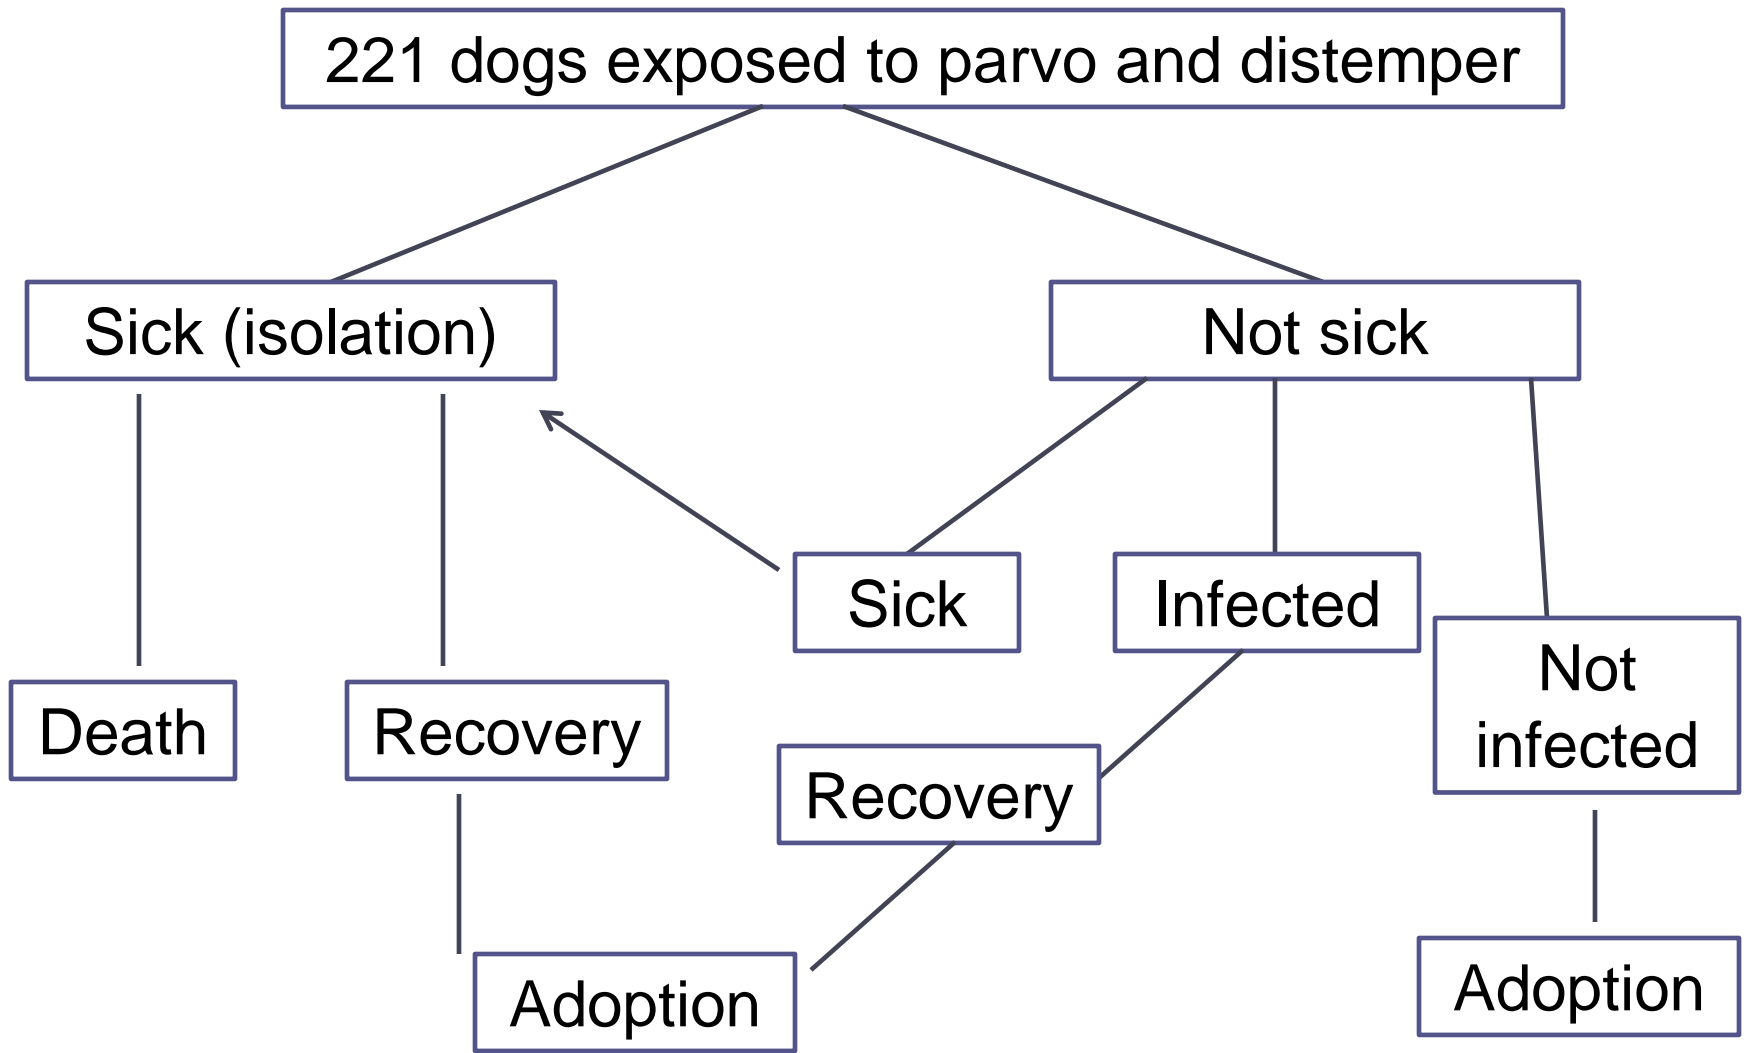 221 dogs exposed to parvo and distemper
Sick (isolation)
Not sick
Sick
Infected
Not
infected
Death
Recovery
Recovery
Adoption
Adoption